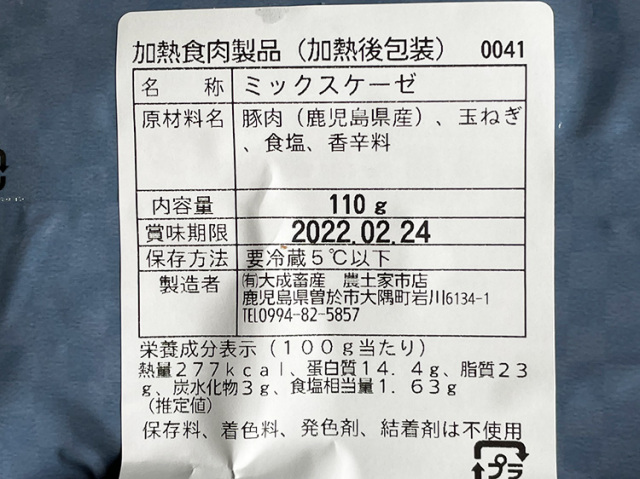 加熱食肉製品（加熱後包装） 0041
名称 ミックスケーゼ
原材料名 豚肉（鹿児島県産）、玉ねぎ
、食塩、香辛料
内容量 110g
賞味期限 2022.02.24
保存方法 要冷蔵5℃以下
製造者 ㈲大成畜産 農土家市店
鹿児島県曽於市大隅町岩川6134-1
TEL0994-82-5857
栄養成分表示（100g当たり）
熱量277kcal、蛋白質14.4g、脂質23
g、炭水化物3g、食塩相当量1.63g
（推定値）
保存料、着色料、発色剤、結着剤は不使用
プラ